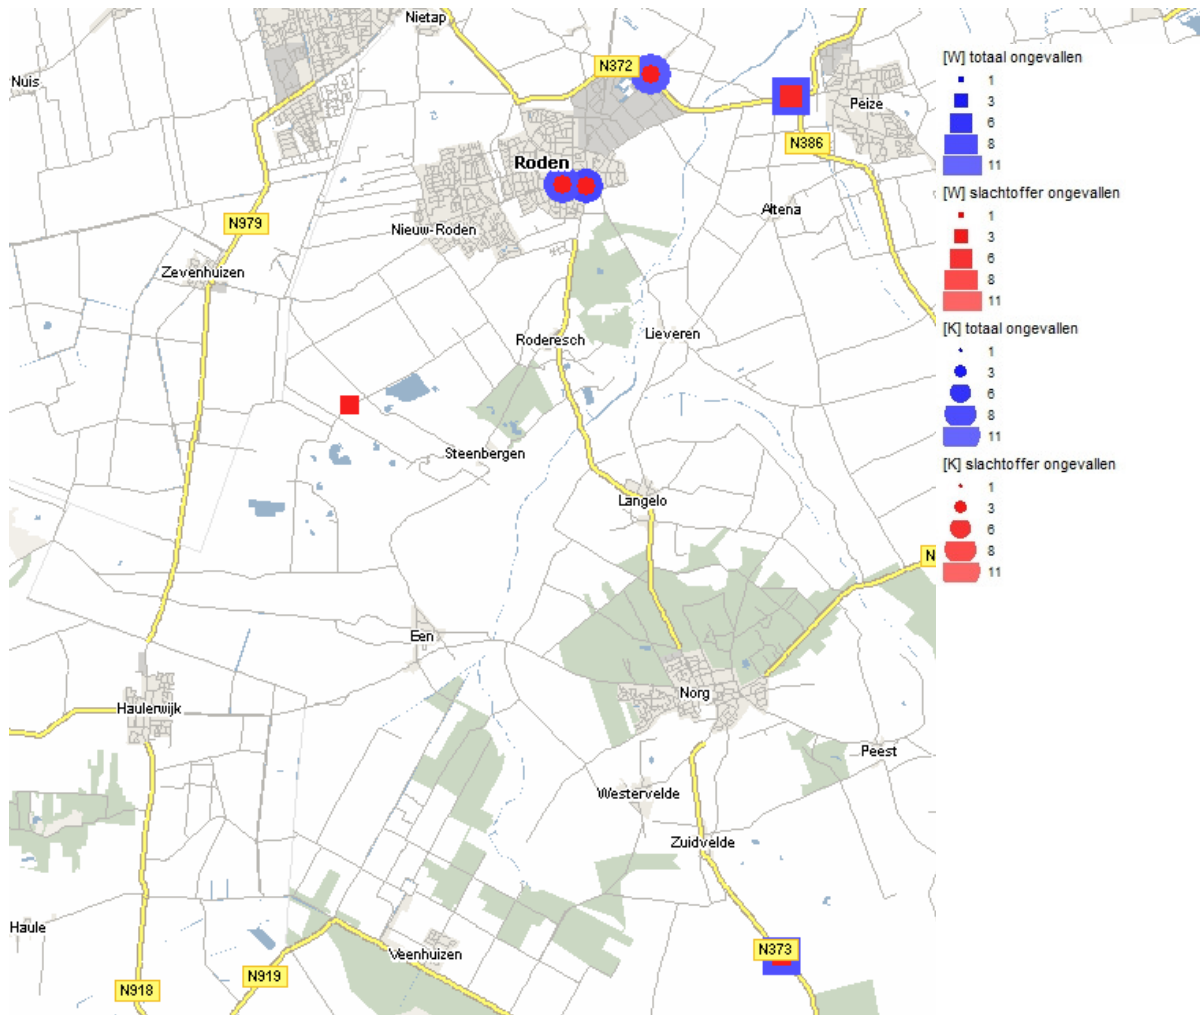 Nietap
Nuis
N372
Peize
N386
Roden
Altena
N979
Nieuw-Roden
Zevenhuizen
Lieveren
Roderesch
Steenbergen
Langelo
N
Een
Norg
Haulerwijk
Peest
Westervelde
Zuidvelde
Haule
Veenhuizen
N373
N919
N918
[W] totaal ongevallen
1
3
6
8
11
[W] slachtoffer ongevallen
1
3
6
8
11
[K] totaal ongevallen
1
3
6
8
11
[K] slachtoffer ongevallen
1
3
6
8
11